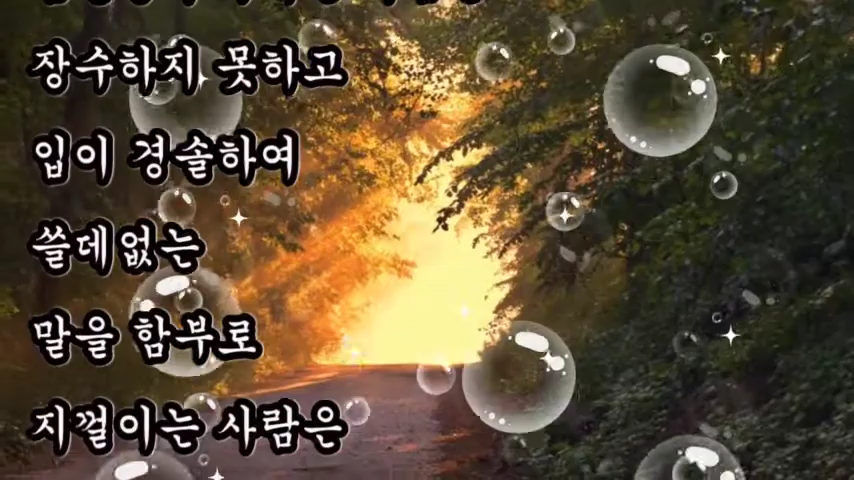 장수하지 못하고
입이 경솔하여
쓸데없는
말을 함부로
지껄이는 사람은